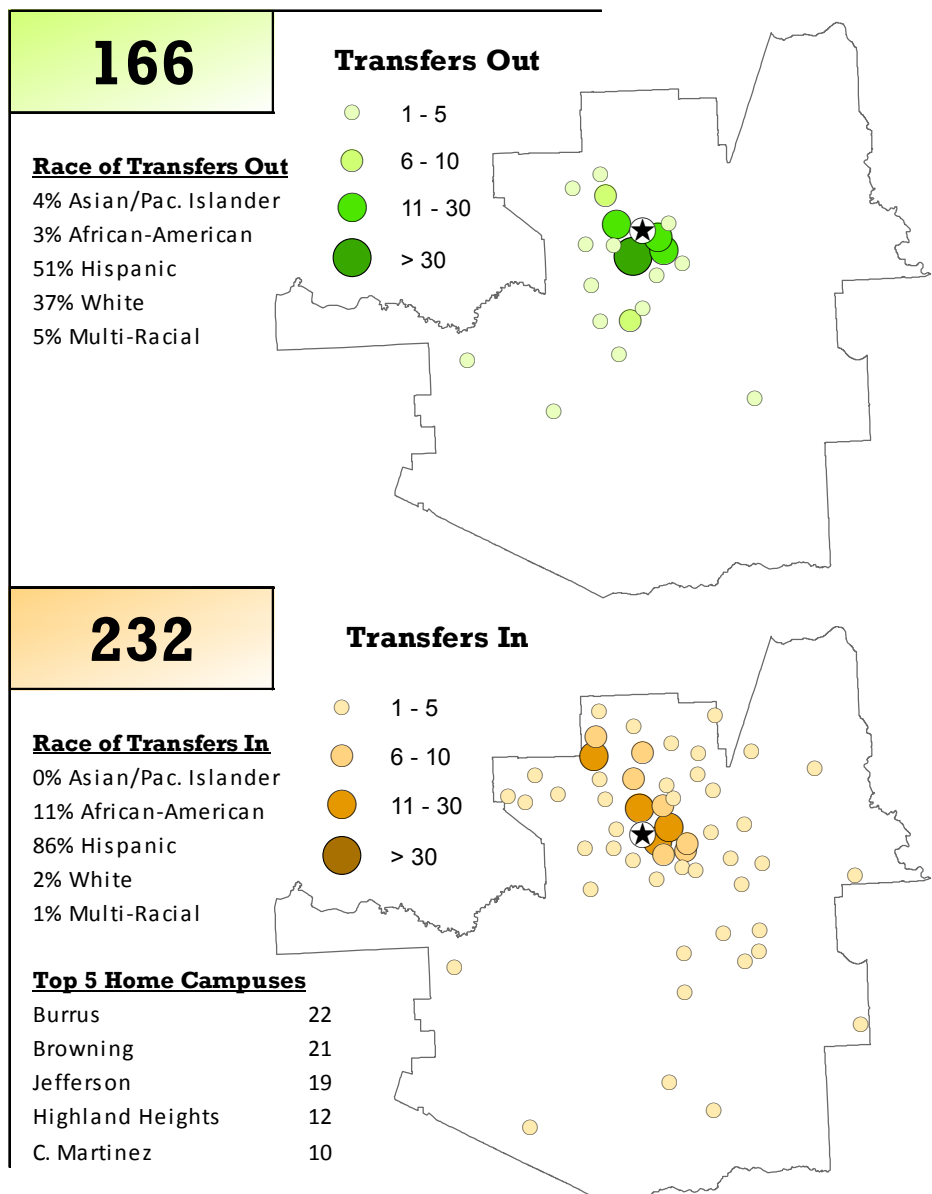 166
Transfers Out
1 - 5
6 - 10
11 - 30
> 30
Race of Transfers Out
4% Asian/Pac. Islander
3% African-American
51% Hispanic
37% White
5% Multi-Racial
232
Transfers In
1 - 5
6 - 10
11 - 30
> 30
Race of Transfers In
0% Asian/Pac. Islander
11% African-American
86% Hispanic
2% White
1% Multi-Racial
Top 5 Home Campuses
Burrus 22
Browning 21
Jefferson 19
Highland Heights 12
C. Martinez 10